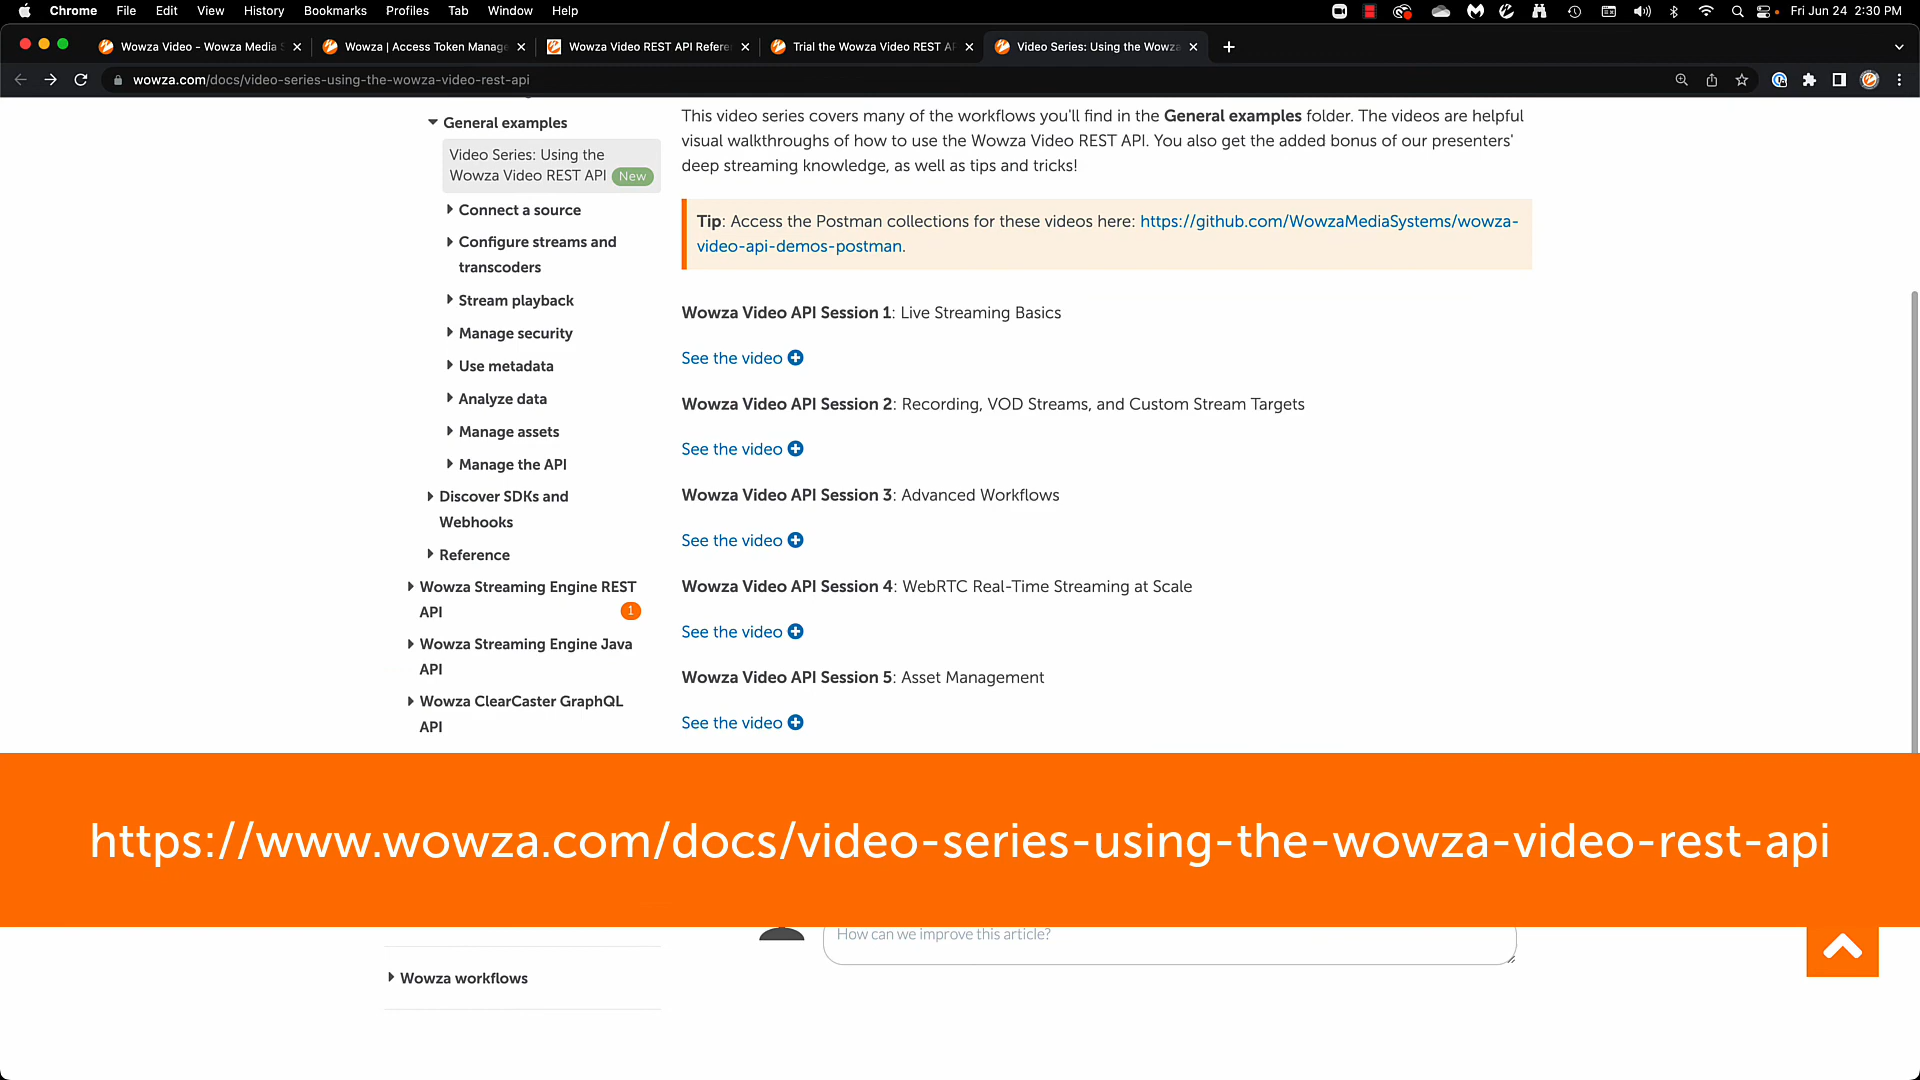 Chrome File Edit View History Bookmarks Profiles Tab Window Help Fri Jun 24 2:30 PM
Wowza Video - Wowza Media S Wowza | Access Token Manage Wowza Video REST API Refere Trial the Wowza Video REST AP Video Series: Using the Wowza
wowza.com/docs/video-series-using-the-wowza-video-rest-api
General examples
Video Series: Using the
Wowza Video REST API New
Connect a source
Configure streams and
transcoders
Stream playback
Manage security
Use metadata
Analyze data
Manage assets
Manage the API
Discover SDKs and
Webhooks
Reference
Wowza Streaming Engine REST
API 1
Wowza Streaming Engine Java
API
Wowza ClearCaster GraphQL
API
This video series covers many of the workflows you'll find in the General examples folder. The videos are helpful
visual walkthroughs of how to use the Wowza Video REST API. You also get the added bonus of our presenters'
deep streaming knowledge, as well as tips and tricks!
Tip: Access the Postman collections for these videos here: https://github.com/WowzaMediaSystems/wowza-
video-api-demos-postman.
Wowza Video API Session 1: Live Streaming Basics
See the video
Wowza Video API Session 2: Recording, VOD Streams, and Custom Stream Targets
See the video
Wowza Video API Session 3: Advanced Workflows
See the video
Wowza Video API Session 4: WebRTC Real-Time Streaming at Scale
See the video
Wowza Video API Session 5: Asset Management
See the video
https://www.wowza.com/docs/video-series-using-the-wowza-video-rest-api
How can we improve this article?
Wowza workflows